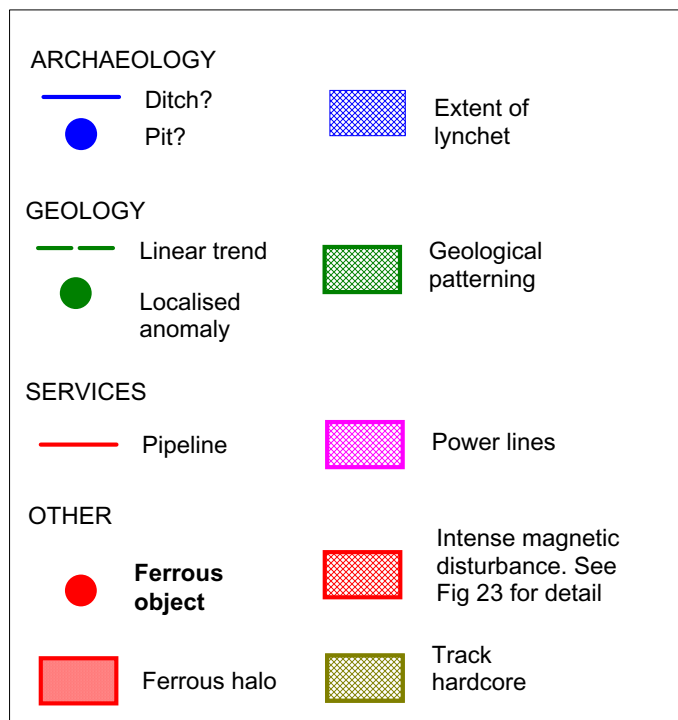 ARCHAEOLOGY
Ditch?
Pit?
Extent of
lynchet
GEOLOGY
Linear trend
Localised
anomaly
Geological
patterning
SERVICES
Pipeline
Power lines
OTHER
Ferrous
object
Intense magnetic
disturbance. See
Fig 23 for detail
Ferrous halo
Track
hardcore